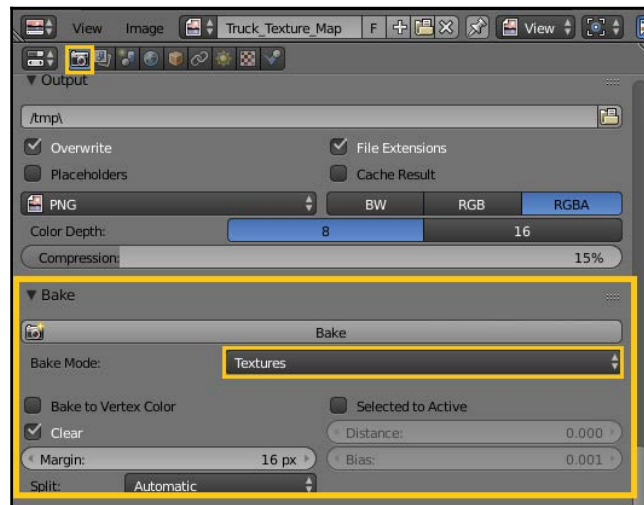 View Image Truck_Texture_Map F View
Output
/tmp\
Overwrite File Extensions
Placeholders Cache Result
PNG BW RGB RGBA
Color Depth: 8 16
Compression: 15%
Bake
Bake
Bake Mode: Textures
Bake to Vertex Color Selected to Active
Clear Distance: 0.000
Margin: 16 px Bias: 0.001
Split: Automatic